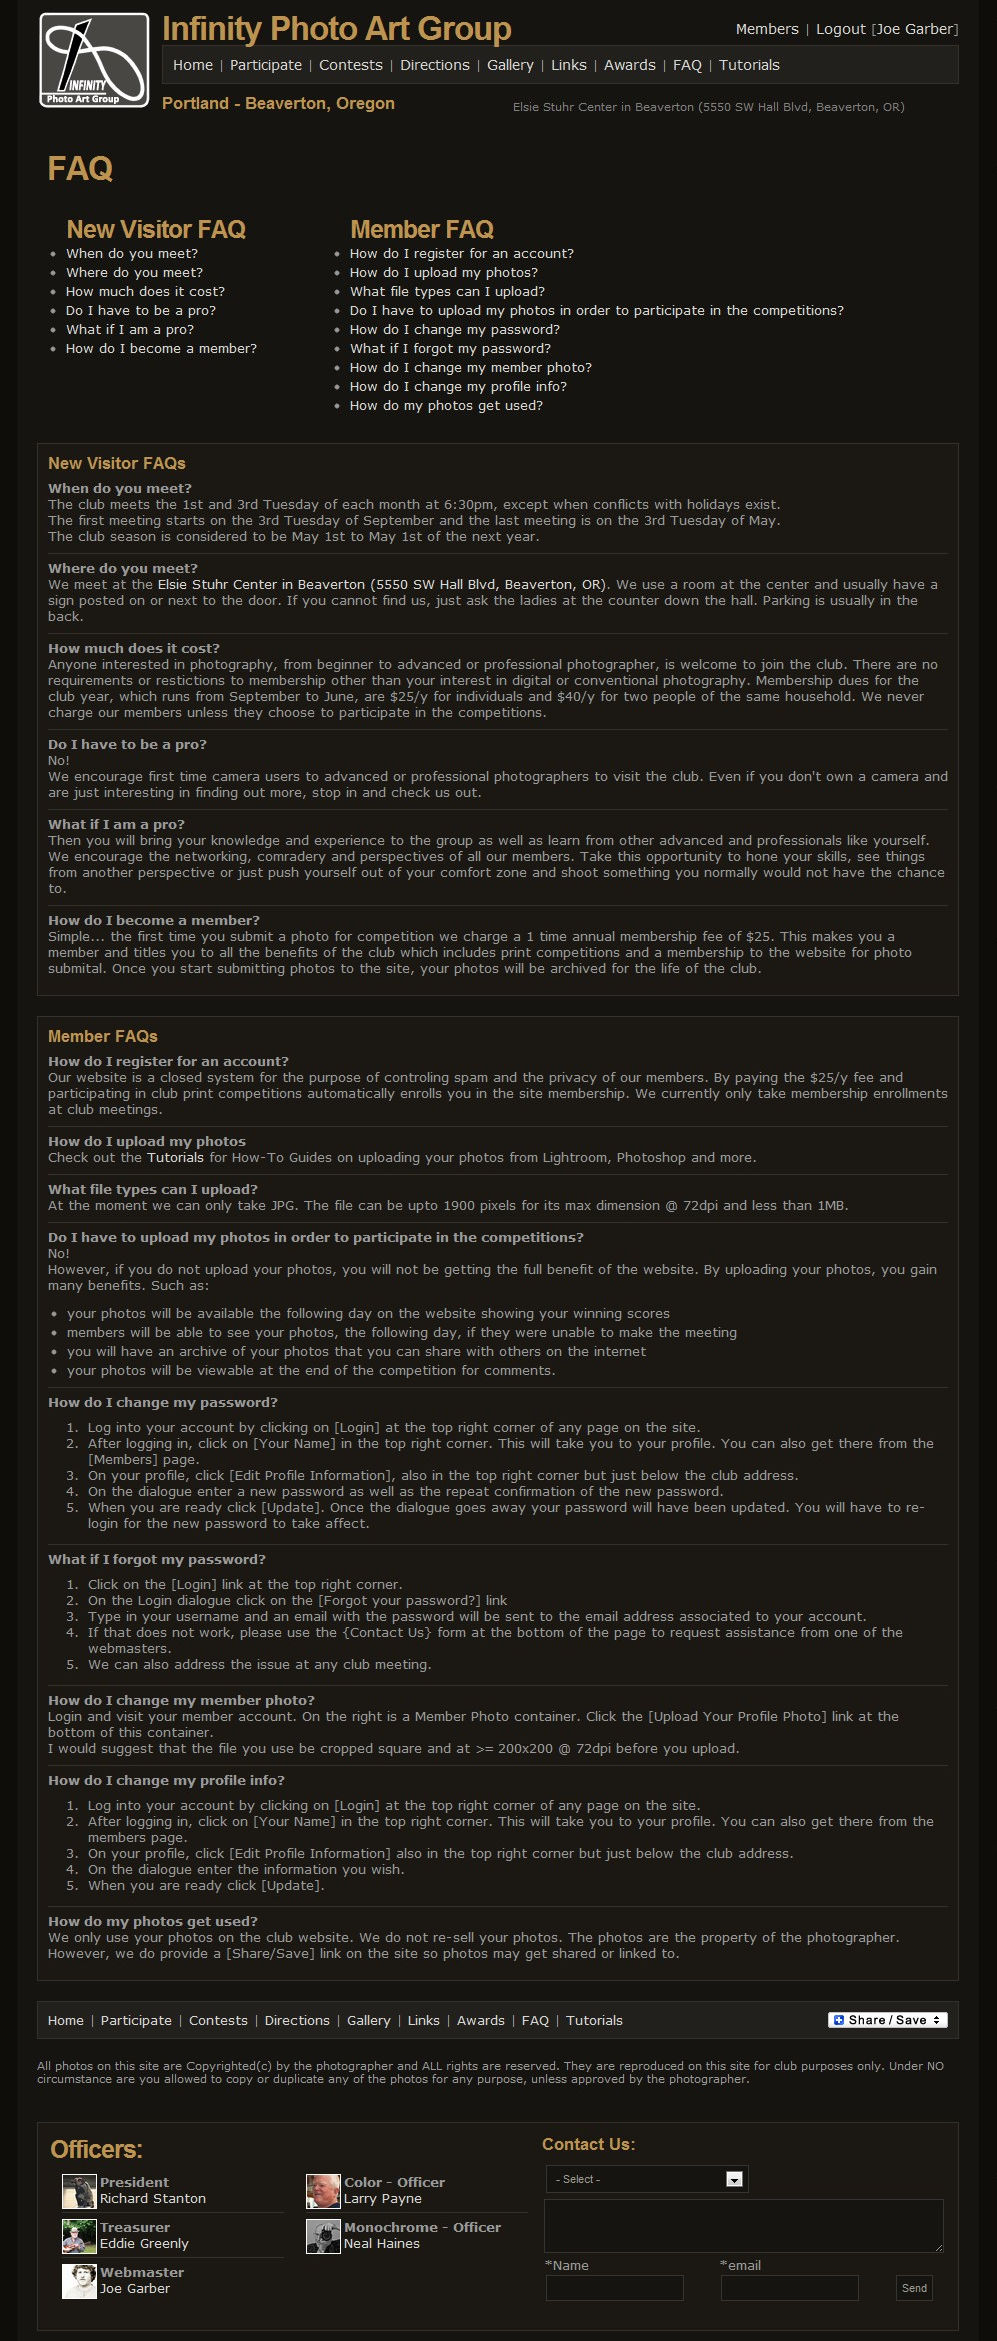 INFINITY
Photo Art Group
Infinity Photo Art Group
Members | Logout [Joe Garber]
Home | Participate | Contests | Directions | Gallery | Links | Awards | FAQ | Tutorials
Portland - Beaverton, Oregon
Elsie Stuhr Center in Beaverton (5550 SW Hall Blvd, Beaverton, OR)
FAQ
New Visitor FAQ
When do you meet?
Where do you meet?
How much does it cost?
Do I have to be a pro?
What if I am a pro?
How do I become a member?
Member FAQ
How do I register for an account?
How do I upload my photos?
What file types can I upload?
Do I have to upload my photos in order to participate in the competitions?
How do I change my password?
What if I forgot my password?
How do I change my member photo?
How do I change my profile info?
How do my photos get used?
New Visitor FAQs
When do you meet?
The club meets the 1st and 3rd Tuesday of each month at 6:30pm, except when conflicts with holidays exist.
The first meeting starts on the 3rd Tuesday of September and the last meeting is on the 3rd Tuesday of May.
The club season is considered to be May 1st to May 1st of the next year.
Where do you meet?
We meet at the Elsie Stuhr Center in Beaverton (5550 SW Hall Blvd, Beaverton, OR). We use a room at the center and usually have a
sign posted on or next to the door. If you cannot find us, just ask the ladies at the counter down the hall. Parking is usually in the
back.
How much does it cost?
Anyone interested in photography, from beginner to advanced or professional photographer, is welcome to join the club. There are no
requirements or restictions to membership other than your interest in digital or conventional photography. Membership dues for the
club year, which runs from September to June, are $25/y for individuals and $40/y for two people of the same household. We never
charge our members unless they choose to participate in the competitions.
Do I have to be a pro?
No!
We encourage first time camera users to advanced or professional photographers to visit the club. Even if you don't own a camera and
are just interesting in finding out more, stop in and check us out.
What if I am a pro?
Then you will bring your knowledge and experience to the group as well as learn from other advanced and professionals like yourself.
We encourage the networking, comradery and perspectives of all our members. Take this opportunity to hone your skills, see things
from another perspective or just push yourself out of your comfort zone and shoot something you normally would not have the chance
to.
How do I become a member?
Simple... the first time you submit a photo for competition we charge a 1 time annual membership fee of $25. This makes you a
member and titles you to all the benefits of the club which includes print competitions and a membership to the website for photo
submital. Once you start submitting photos to the site, your photos will be archived for the life of the club.
Member FAQs
How do I register for an account?
Our website is a closed system for the purpose of controling spam and the privacy of our members. By paying the $25/y fee and
participating in club print competitions automatically enrolls you in the site membership. We currently only take membership enrollments
at club meetings.
How do I upload my photos
Check out the Tutorials for How-To Guides on uploading your photos from Lightroom, Photoshop and more.
What file types can I upload?
At the moment we can only take JPG. The file can be upto 1900 pixels for its max dimension @ 72dpi and less than 1MB.
Do I have to upload my photos in order to participate in the competitions?
No!
However, if you do not upload your photos, you will not be getting the full benefit of the website. By uploading your photos, you gain
many benefits. Such as:
your photos will be available the following day on the website showing your winning scores
members will be able to see your photos, the following day, if they were unable to make the meeting
you will have an archive of your photos that you can share with others on the internet
your photos will be viewable at the end of the competition for comments.
How do I change my password?
1. Log into your account by clicking on [Login] at the top right corner of any page on the site.
2. After logging in, click on [Your Name] in the top right corner. This will take you to your profile. You can also get there from the
[Members] page.
3. On your profile, click [Edit Profile Information], also in the top right corner but just below the club address.
4. On the dialogue enter a new password as well as the repeat confirmation of the new password.
5. When you are ready click [Update]. Once the dialogue goes away your password will have been updated. You will have to re-
login for the new password to take affect.
What if I forgot my password?
1. Click on the [Login] link at the top right corner.
2. On the Login dialogue click on the [Forgot your password?] link
3. Type in your username and an email with the password will be sent to the email address associated to your account.
4. If that does not work, please use the {Contact Us} form at the bottom of the page to request assistance from one of the
webmasters.
5. We can also address the issue at any club meeting.
How do I change my member photo?
Login and visit your member account. On the right is a Member Photo container. Click the [Upload Your Profile Photo] link at the
bottom of this container.
I would suggest that the file you use be cropped square and at >= 200x200 @ 72dpi before you upload.
How do I change my profile info?
1. Log into your account by clicking on [Login] at the top right corner of any page on the site.
2. After logging in, click on [Your Name] in the top right corner. This will take you to your profile. You can also get there from the
members page.
3. On your profile, click [Edit Profile Information] also in the top right corner but just below the club address.
4. On the dialogue enter the information you wish.
5. When you are ready click [Update].
How do my photos get used?
We only use your photos on the club website. We do not re-sell your photos. The photos are the property of the photographer.
However, we do provide a [Share/Save] link on the site so photos may get shared or linked to.
Home | Participate | Contests | Directions | Gallery | Links | Awards | FAQ | Tutorials
Share / Save
All photos on this site are Copyrighted(c) by the photographer and ALL rights are reserved. They are reproduced on this site for club purposes only. Under NO
circumstance are you allowed to copy or duplicate any of the photos for any purpose, unless approved by the photographer.
Officers:
President
Richard Stanton
Treasurer
Eddie Greenly
Webmaster
Joe Garber
Color - Officer
Larry Payne
Monochrome - Officer
Neal Haines
Contact Us:
- Select -
*Name
*email
Send